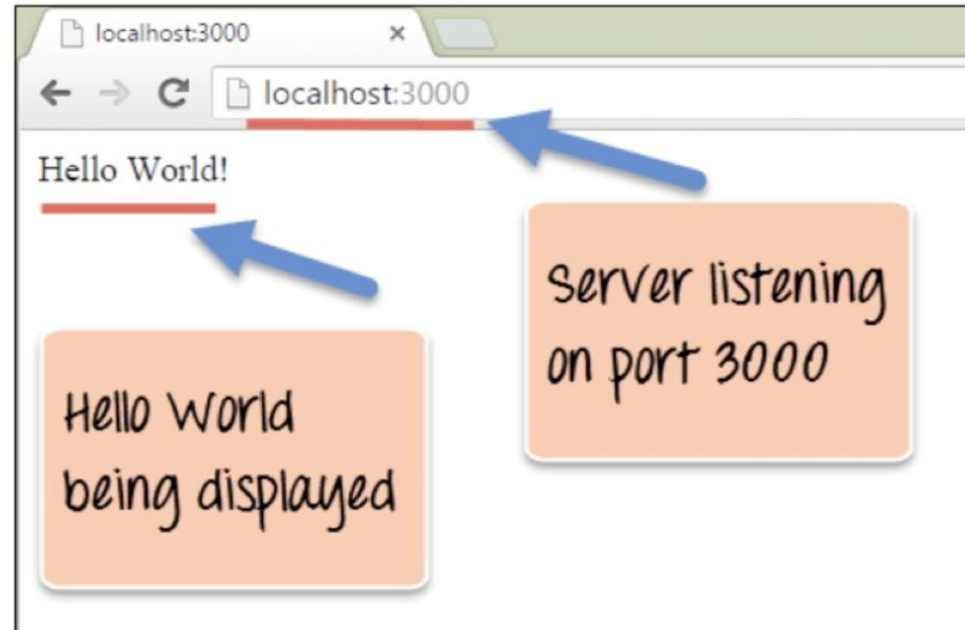 localhost:3000
localhost:3000
Hello World!
Server listening
on port 3000
Hello World
being displayed